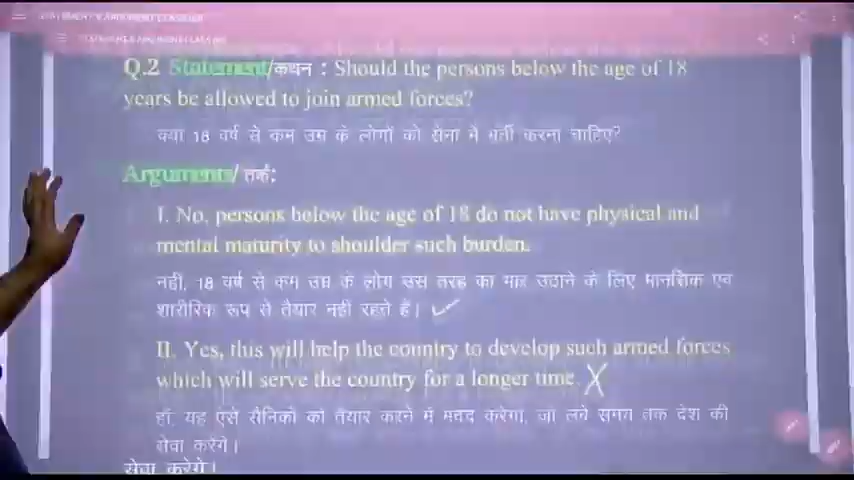 Q.2 Statement/कथन : Should the persons below the age of 18
years be allowed to join armed forces?
क्या 18 वर्ष से कम उम्र के लोगों को सेना में भर्ती करना चाहिए?
Arguments/ तर्क:
I. No, persons below the age of 18 do not have physical and
mental maturity to shoulder such burden.
नहीं, 18 वर्ष से कम उम्र के लोग उस तरह का भार उठाने के लिए मानसिक एवं
शारीरिक रूप से तैयार नहीं रहते हैं।
II. Yes, this will help the country to develop such armed forces
which will serve the country for a longer time.
हाँ, यह ऐसे सैनिकों को तैयार करने में मदद करेगा, जो लंबे समय तक देश की
सेवा करेंगे।
सेवा करेंगे।